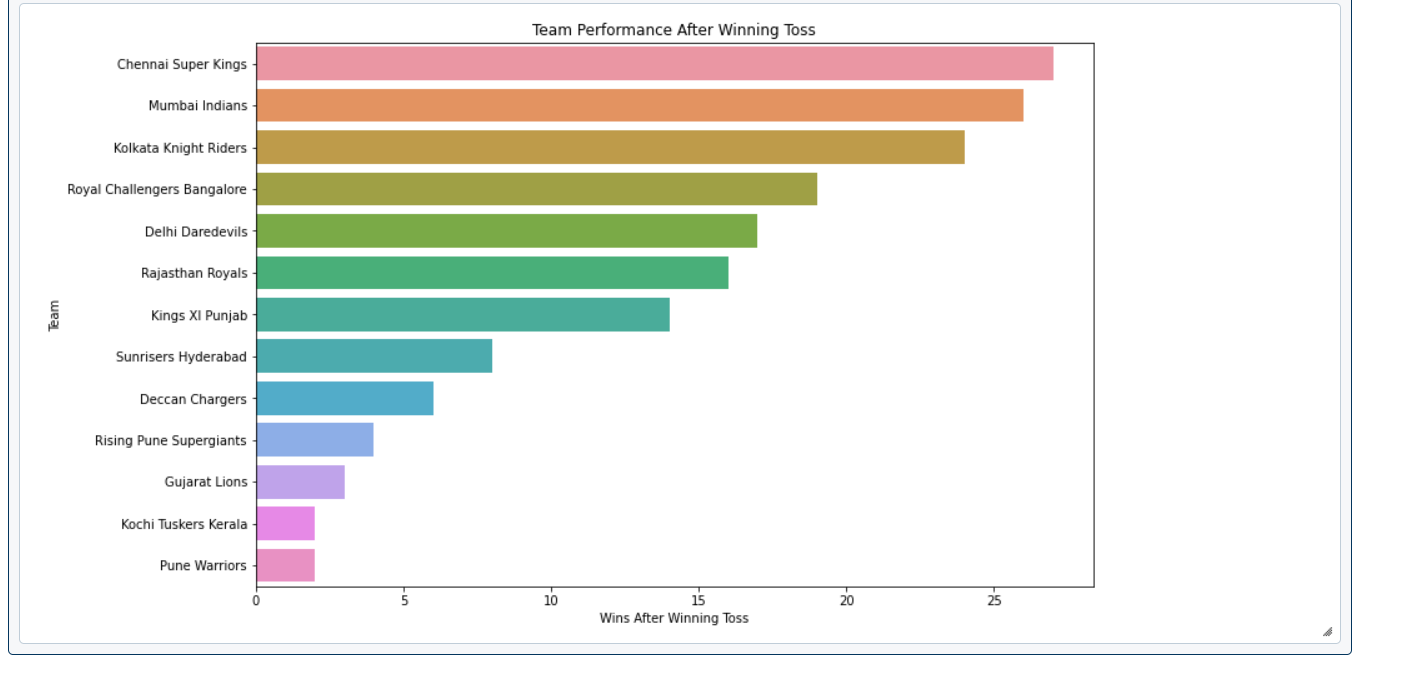 Team Performance After Winning Toss
Chennai Super Kings
Mumbai Indians
Kolkata Knight Riders
Royal Challengers Bangalore
Delhi Daredevils
Rajasthan Royals
Kings XI Punjab
Sunrisers Hyderabad
Deccan Chargers
Rising Pune Supergiants
Gujarat Lions
Kochi Tuskers Kerala
Pune Warriors
Team
0 5 10 15 20 25
Wins After Winning Toss